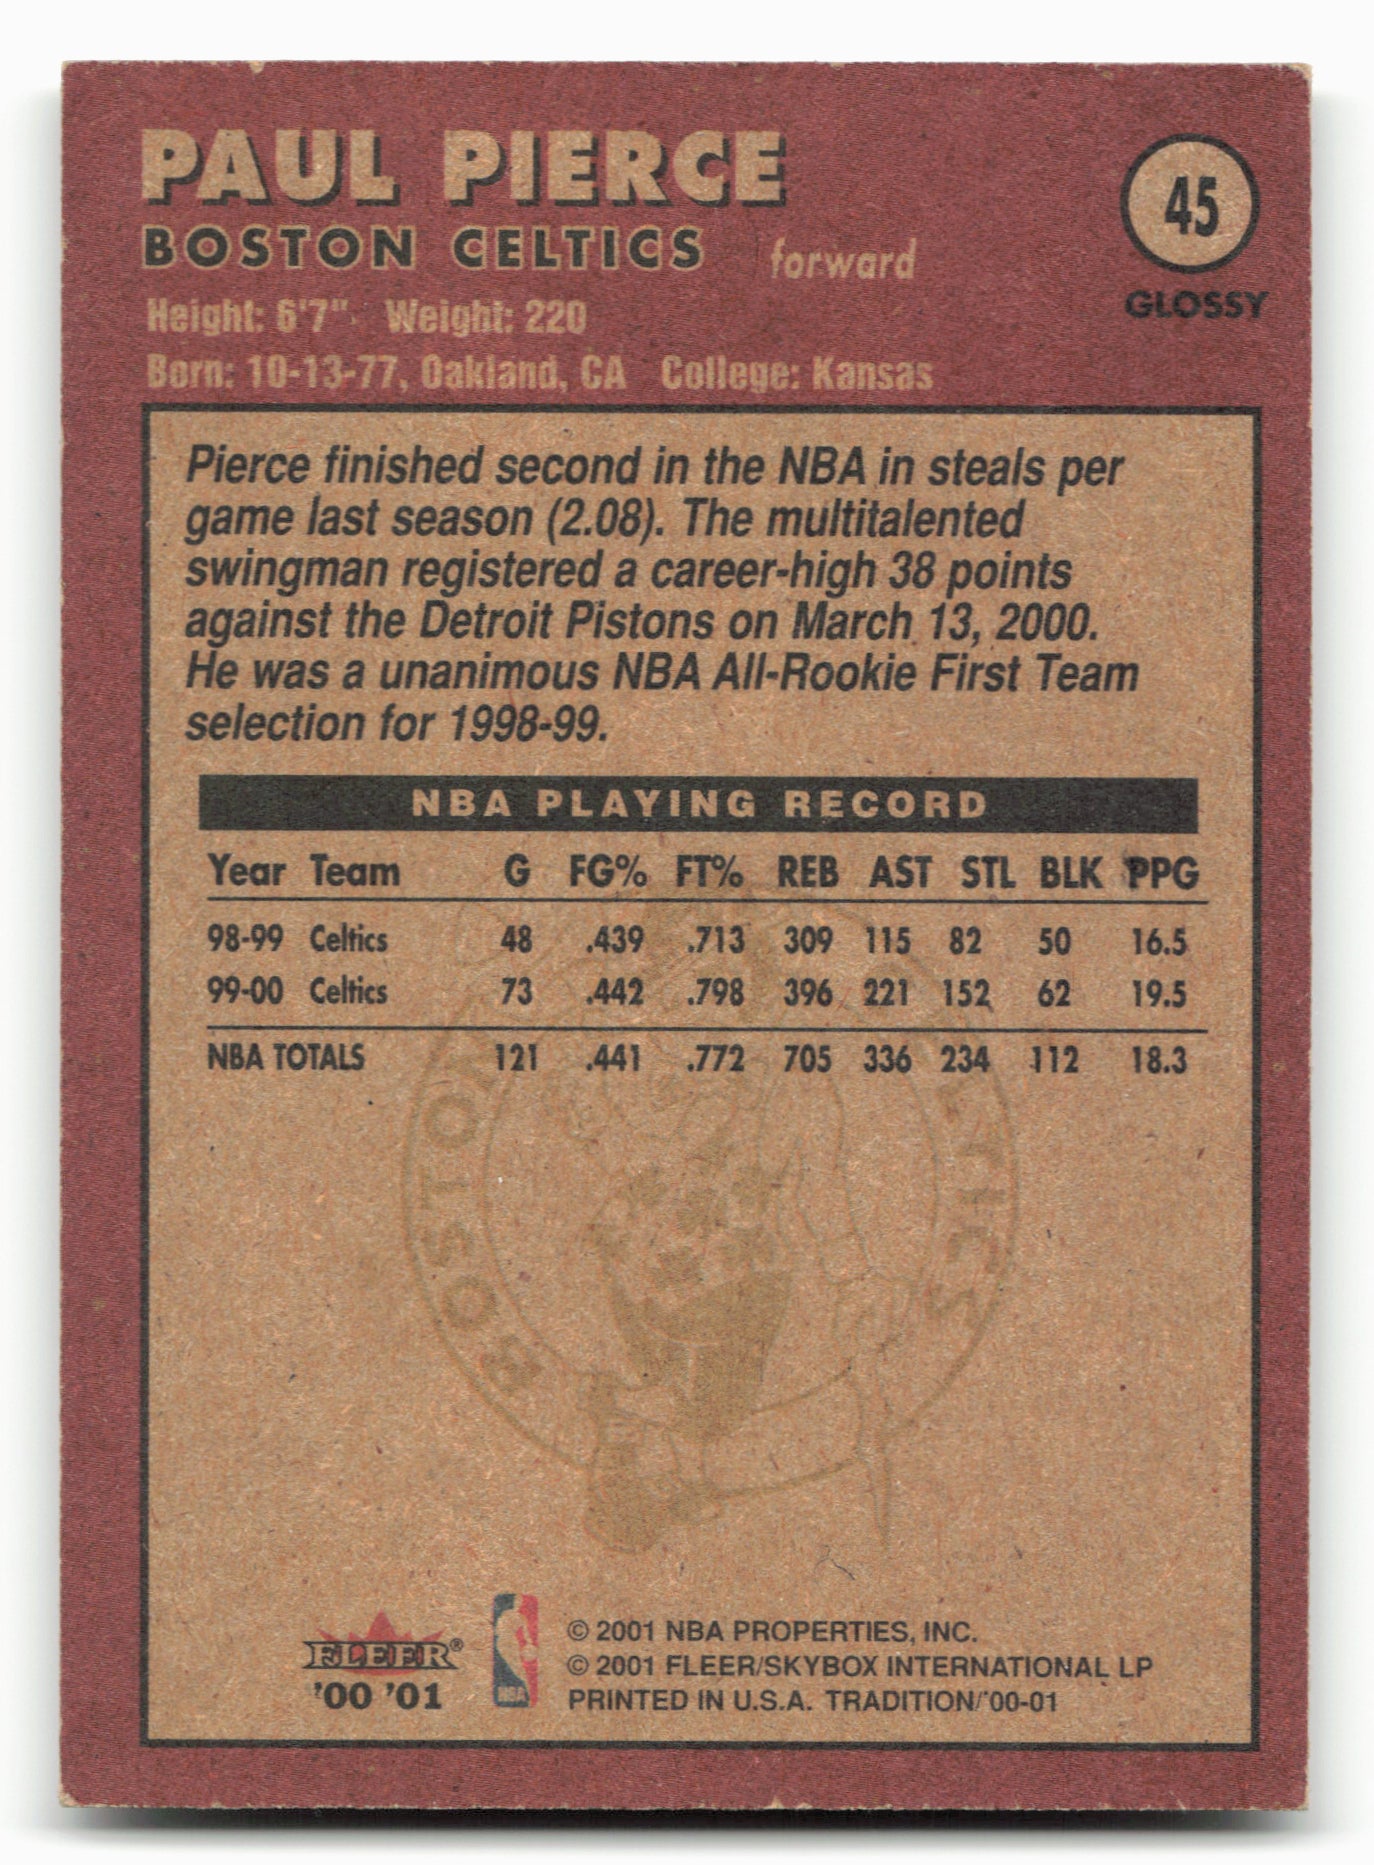 PAUL PIERCE
45
BOSTON CELTICS forward
GLOSSY
Height: 6'7" Weight: 220
Born: 10-13-77, Oakland, CA College: Kansas
Pierce finished second in the NBA in steals per
game last season (2.08). The multitalented
swingman registered a career-high 38 points
against the Detroit Pistons on March 13, 2000.
He was a unanimous NBA All-Rookie First Team
selection for 1998-99.
NBA PLAYING RECORD
Year Team G FG% FT% REB AST STL BLK PPG
98-99 Celtics 48 .439 .713 309 115 82 50 16.5
99-00 Celtics 73 .442 .798 396 221 152 62 19.5
NBA TOTALS 121 .441 .772 705 336 234 112 18.3
BOSTON CELTICS
FLEER®
'00 '01
NBA
© 2001 NBA PROPERTIES, INC.
© 2001 FLEER/SKYBOX INTERNATIONAL LP
PRINTED IN U.S.A. TRADITION/'00-01